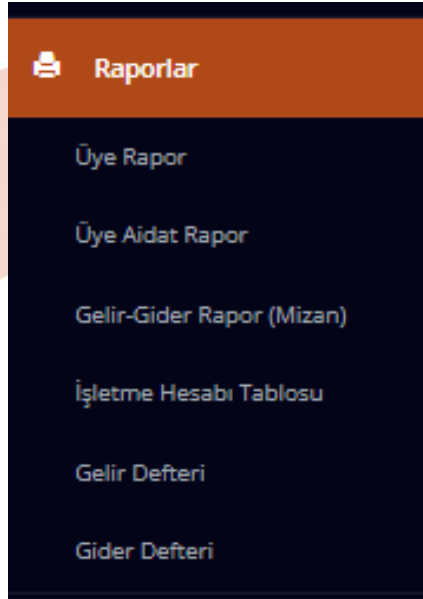 Raporlar
Üye Rapor
Üye Aidat Rapor
Gelir-Gider Rapor (Mizan)
İşletme Hesabı Tablosu
Gelir Defteri
Gider Defteri